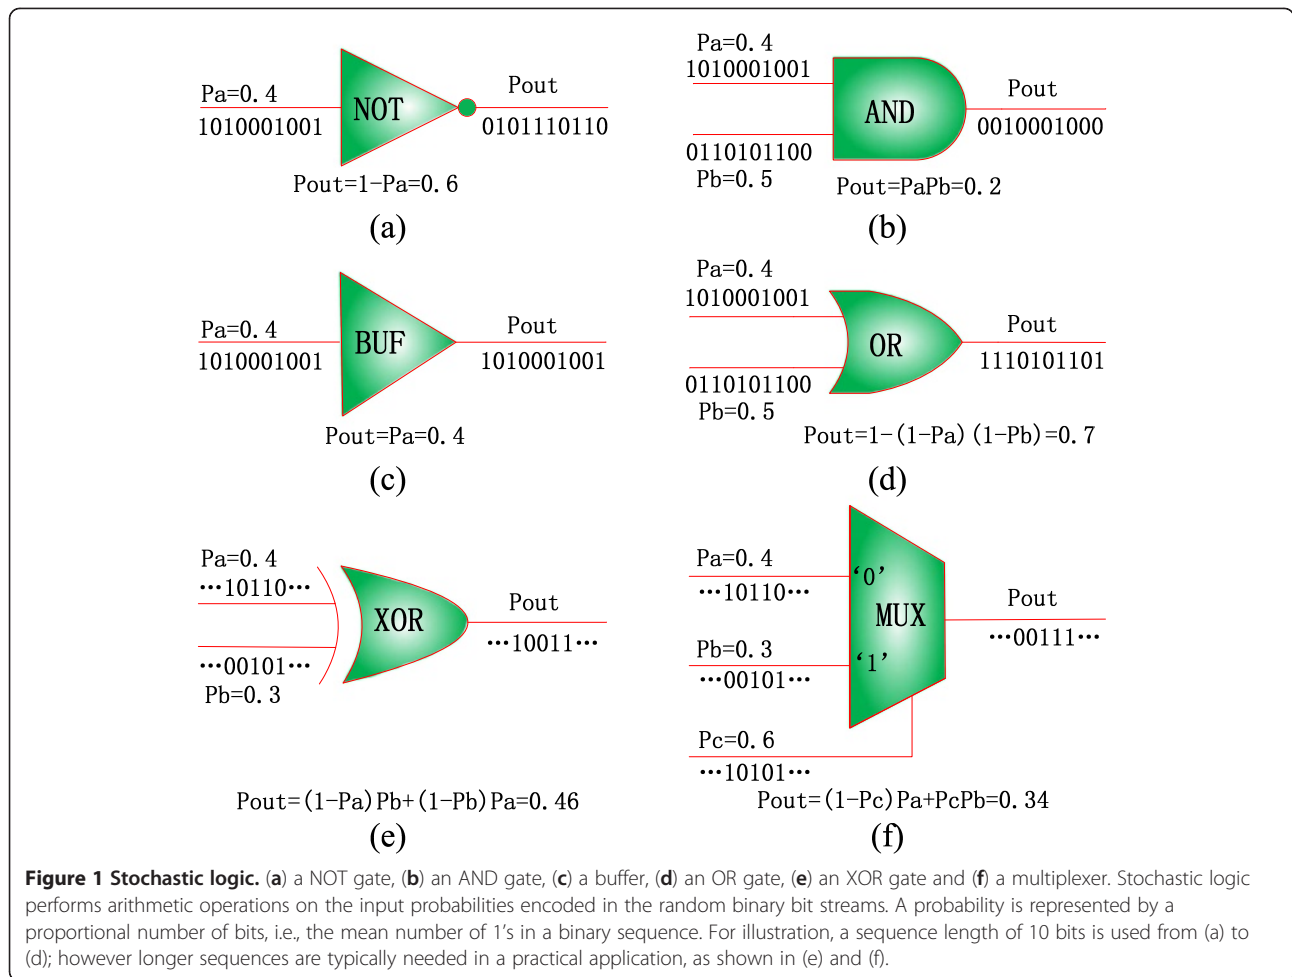 Pa=0.4
1010001001
NOT
Pout
0101110110
Pout=1-Pa=0.6
(a)
Pa=0.4
1010001001
0110101100
Pb=0.5
AND
Pout
0010001000
Pout=PaPb=0.2
(b)
Pa=0.4
1010001001
BUF
Pout
1010001001
Pout=Pa=0.4
(c)
Pa=0.4
1010001001
0110101100
Pb=0.5
OR
Pout
1110101101
Pout=1-(1-Pa)(1-Pb)=0.7
(d)
Pa=0.4
…10110…
…00101…
Pb=0.3
XOR
Pout
…10011…
Pout=(1-Pa)Pb+(1-Pb)Pa=0.46
(e)
Pa=0.4
…10110…
Pb=0.3
…00101…
Pc=0.6
…10101…
‘0’
MUX
‘1’
Pout
…00111…
Pout=(1-Pc)Pa+PcPb=0.34
(f)
Figure 1 Stochastic logic. (a) a NOT gate, (b) an AND gate, (c) a buffer, (d) an OR gate, (e) an XOR gate and (f) a multiplexer. Stochastic logic
performs arithmetic operations on the input probabilities encoded in the random binary bit streams. A probability is represented by a
proportional number of bits, i.e., the mean number of 1’s in a binary sequence. For illustration, a sequence length of 10 bits is used from (a) to
(d); however longer sequences are typically needed in a practical application, as shown in (e) and (f).